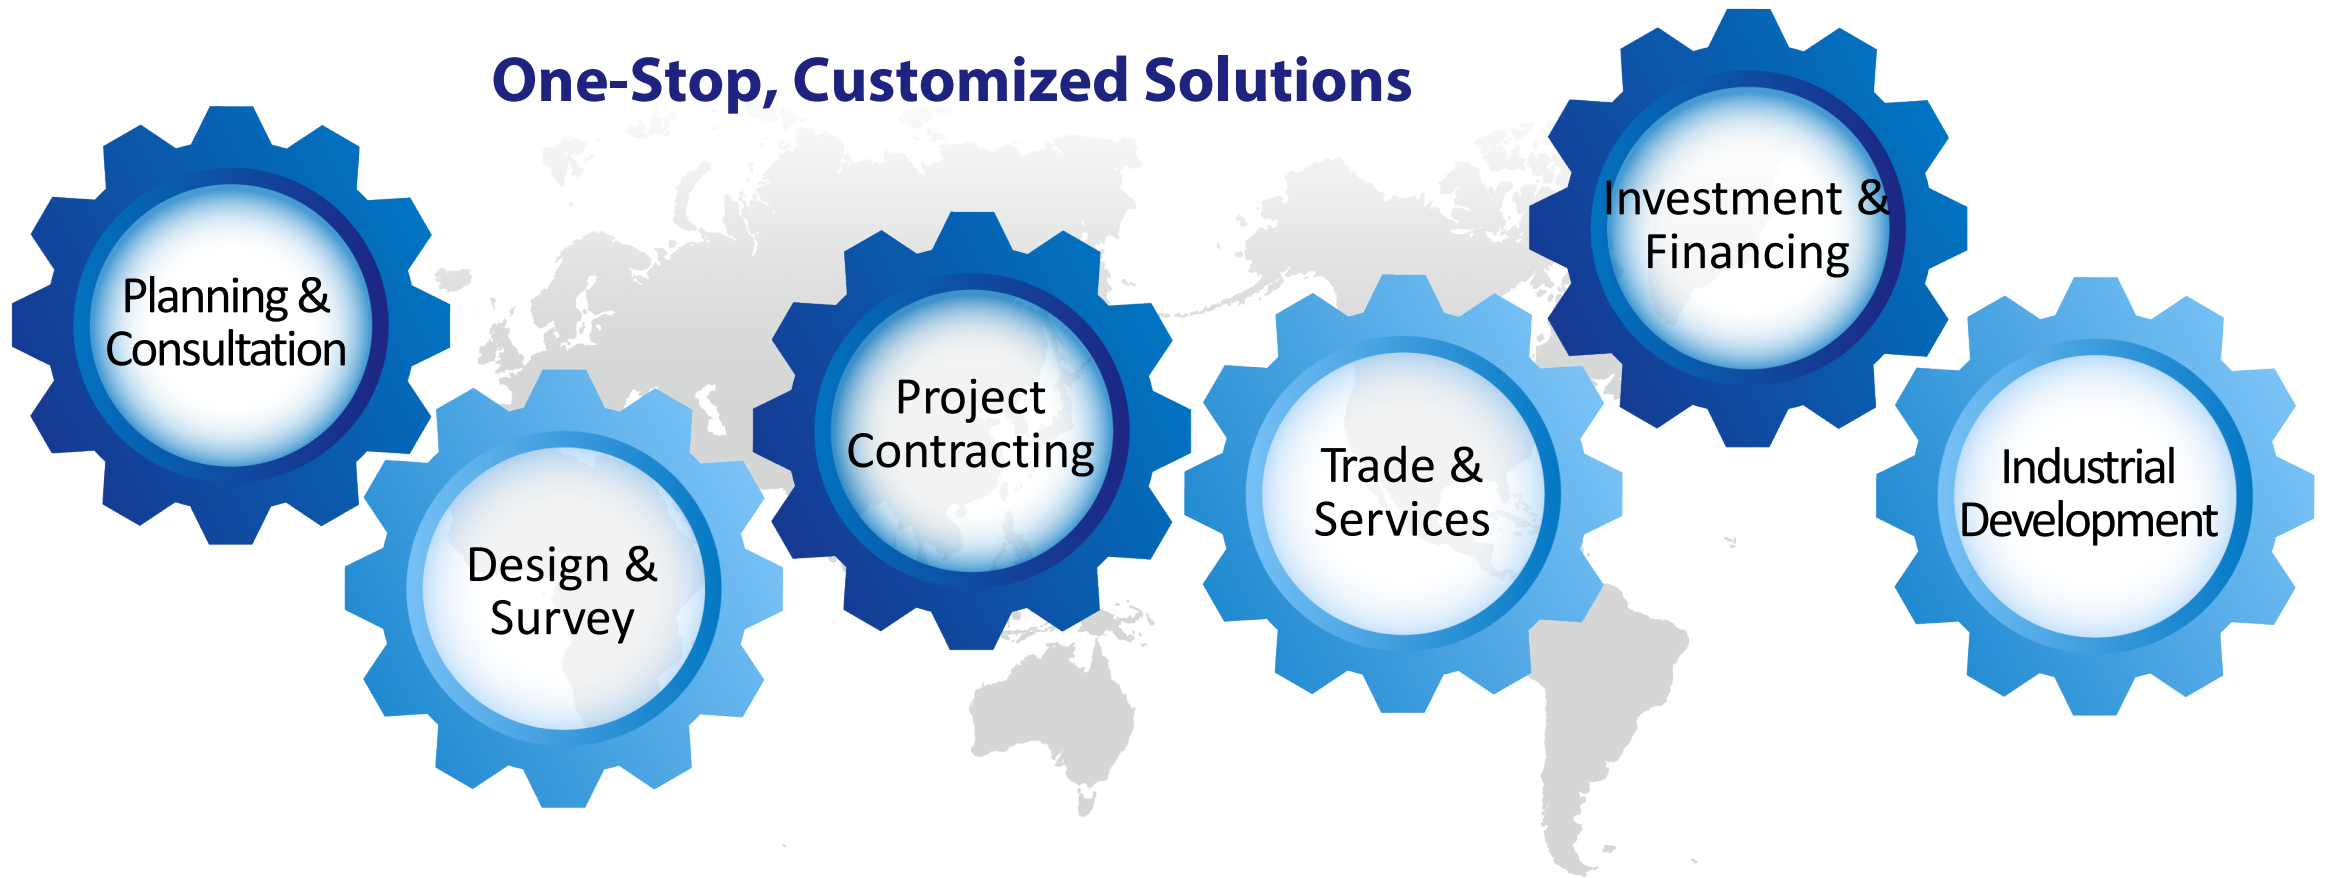 One-Stop, Customized Solutions
Planning &
Consultation
Design &
Survey
Project
Contracting
Trade &
Services
Investment &
Financing
Industrial
Development